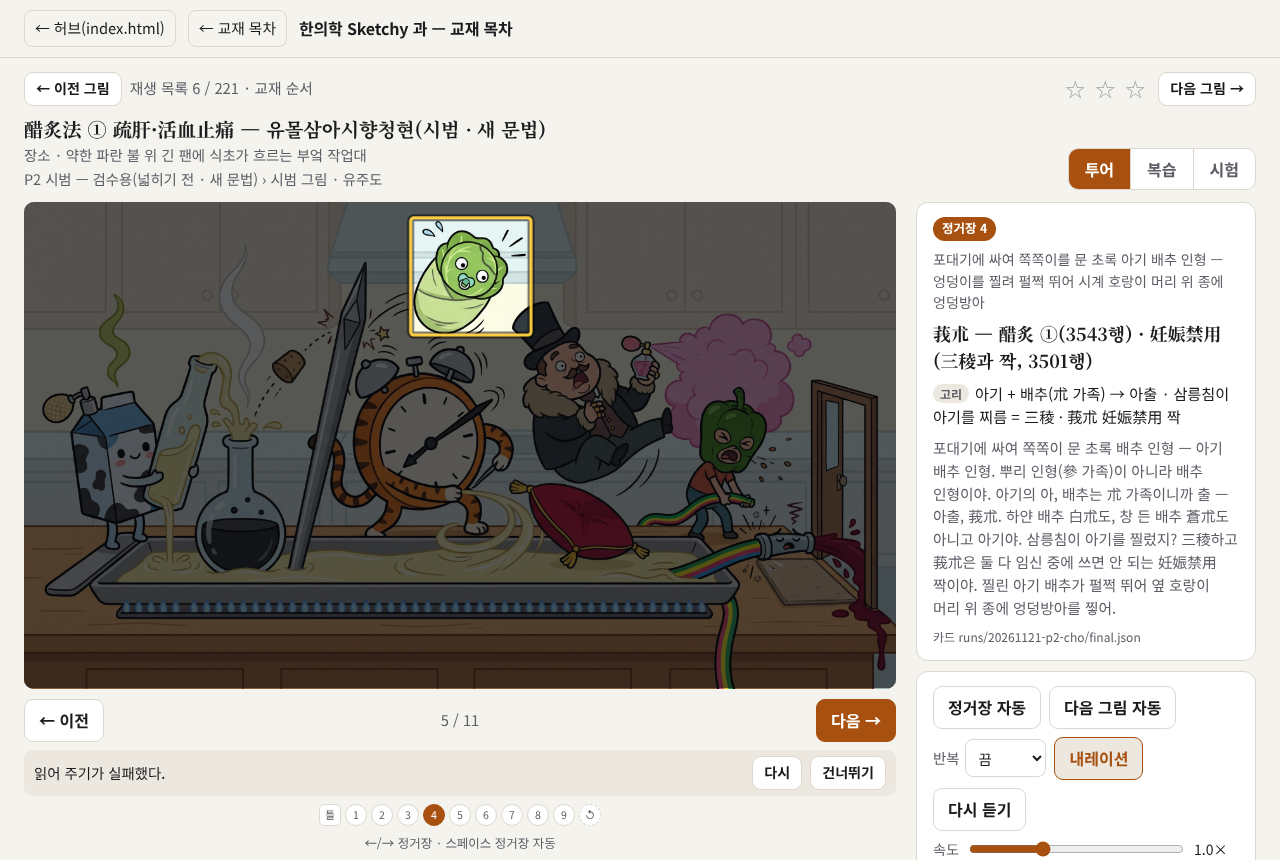 ← 허브(index.html)
← 교재 목차
한의학 Sketchy 과 — 교재 목차
← 이전 그림
재생 목록 6 / 221 · 교재 순서
☆ ☆ ☆
다음 그림 →
醋炙法 ① 疏肝·活血止痛 — 유몰삼아시향청현(시범 · 새 문법)
장소 · 약한 파란 불 위 긴 팬에 식초가 흐르는 부엌 작업대
P2 시범 — 검수용(넓히기 전 · 새 문법) › 시범 그림 · 유주도
투어
복습
시험
정거장 4
포대기에 싸여 쪽쪽이를 문 초록 아기 배추 인형 —
엉덩이를 찔려 펄쩍 뛰어 시계 호랑이 머리 위 종에
엉덩방아
莪朮 — 醋炙 ①(3543행) · 妊娠禁用
(三稜과 짝, 3501행)
고리 아기 + 배추(朮 가족) → 아출 · 삼릉침이
아기를 찌름 = 三稜 · 莪朮 妊娠禁用 짝
포대기에 싸여 쪽쪽이 문 초록 배추 인형 — 아기
배추 인형. 뿌리 인형(參 가족)이 아니라 배추
인형이야. 아기의 아, 배추는 朮 가족이니까 출 —
아출, 莪朮. 하얀 배추 白朮도, 창 든 배추 蒼朮도
아니고 아기야. 삼릉침이 아기를 찔렀지? 三稜하고
莪朮은 둘 다 임신 중에 쓰면 안 되는 妊娠禁用
짝이야. 찔린 아기 배추가 펄쩍 뛰어 옆 호랑이
머리 위 종에 엉덩방아를 찧어.
카드 runs/20261121-p2-cho/final.json
← 이전
5 / 11
다음 →
읽어 주기가 실패했다.
다시
건너뛰기
틀 1 2 3 4 5 6 7 8 9
←/→ 정거장 · 스페이스 정거장 자동
정거장 자동
다음 그림 자동
반복
끔
내레이션
다시 듣기
속도
1.0×